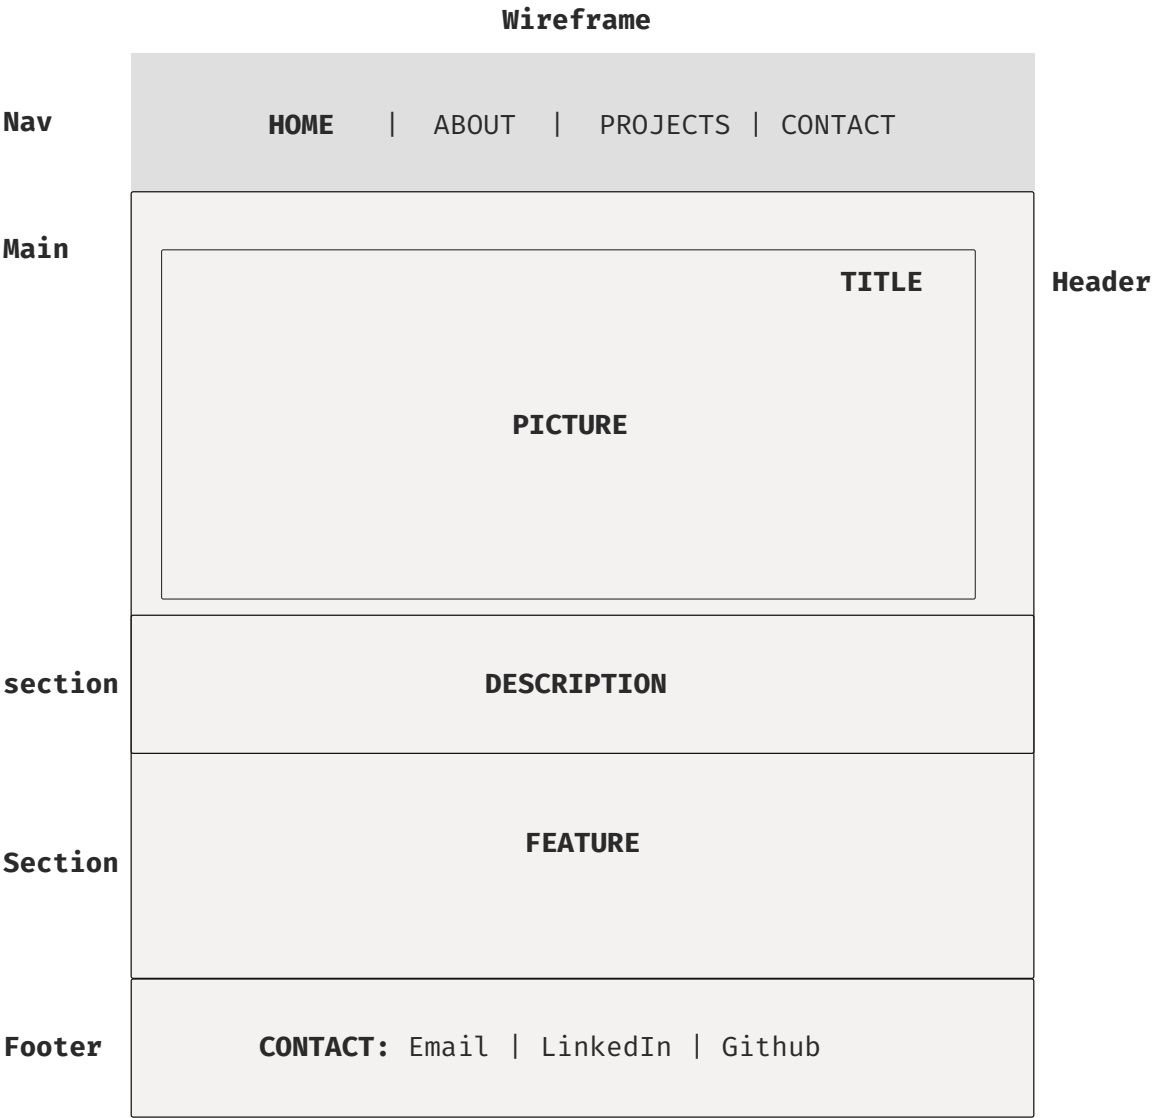 Wireframe
Nav
HOME | ABOUT | PROJECTS | CONTACT
Main
TITLE
Header
PICTURE
section
DESCRIPTION
FEATURE
Section
Footer
CONTACT: Email | LinkedIn | Github